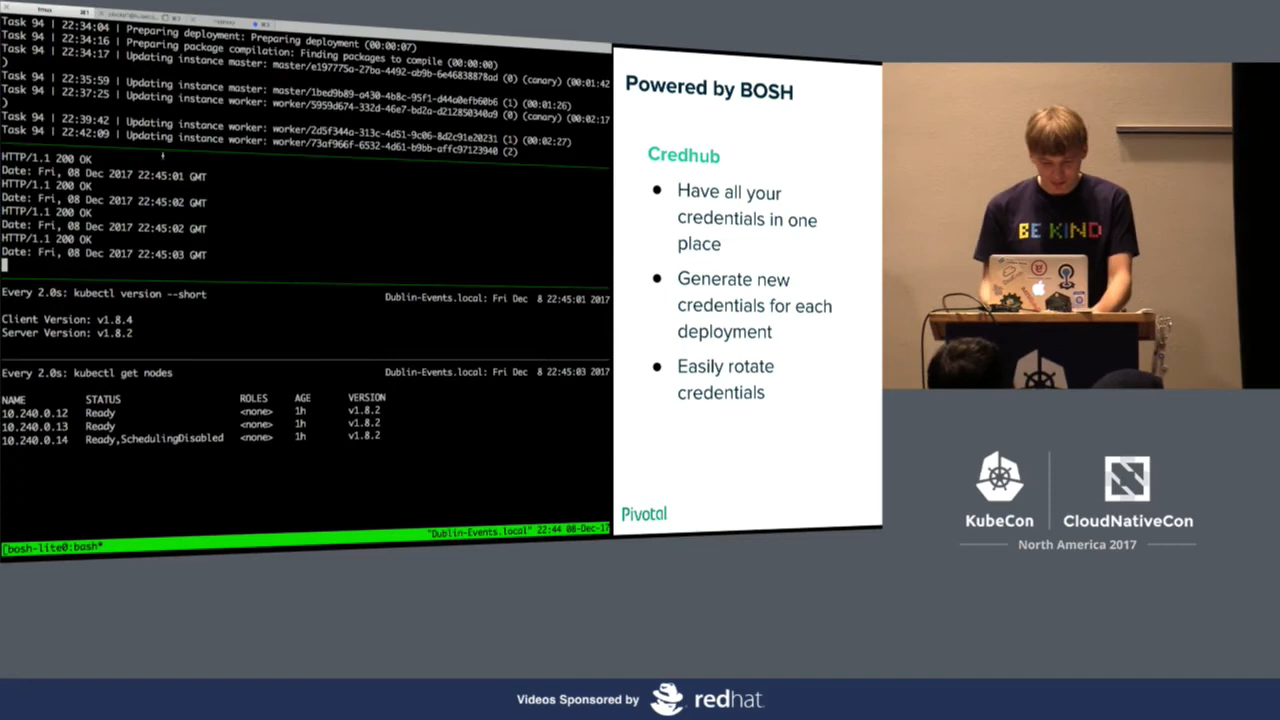 Task 94 | 22:34:04 | Preparing deployment: Preparing deployment (00:00:07)
Task 94 | 22:34:16 | Preparing package compilation: Finding packages to compile (00:00:00)
Task 94 | 22:34:17 | Updating instance master: master/e197775a-27ba-4492-ab9b-6e46838878ad (0) (canary) (00:01:42
)
Task 94 | 22:35:59 | Updating instance master: master/1bed9b89-a430-4b8c-95f1-d44a0efb60b6 (1) (00:01:26)
Task 94 | 22:37:25 | Updating instance worker: worker/5959d674-332d-46e7-bd2a-d212850340a9 (0) (canary) (00:02:17
)
Task 94 | 22:39:42 | Updating instance worker: worker/2d5f344a-313c-4d51-9c06-8d2c91e20231 (1) (00:02:27)
Task 94 | 22:42:09 | Updating instance worker: worker/73af966f-6532-4d61-b9bb-affc97123940 (2)
HTTP/1.1 200 OK
Date: Fri, 08 Dec 2017 22:45:01 GMT
HTTP/1.1 200 OK
Date: Fri, 08 Dec 2017 22:45:02 GMT
HTTP/1.1 200 OK
Date: Fri, 08 Dec 2017 22:45:02 GMT
HTTP/1.1 200 OK
Date: Fri, 08 Dec 2017 22:45:03 GMT
Every 2.0s: kubectl version --short Dublin-Events.local: Fri Dec 8 22:45:01 2017
Client Version: v1.8.4
Server Version: v1.8.2
Every 2.0s: kubectl get nodes Dublin-Events.local: Fri Dec 8 22:45:03 2017
NAME STATUS ROLES AGE VERSION
10.240.0.12 Ready <none> 1h v1.8.2
10.240.0.13 Ready <none> 1h v1.8.2
10.240.0.14 Ready,SchedulingDisabled <none> 1h v1.8.2
[bosh-lite0:bash* "Dublin-Events.local" 22:44 08-Dec-17
Powered by BOSH
Credhub
● Have all your
credentials in one
place
● Generate new
credentials for each
deployment
● Easily rotate
credentials
Pivotal
BE KIND
KubeCon
CloudNativeCon
North America 2017
Videos Sponsored by redhat.